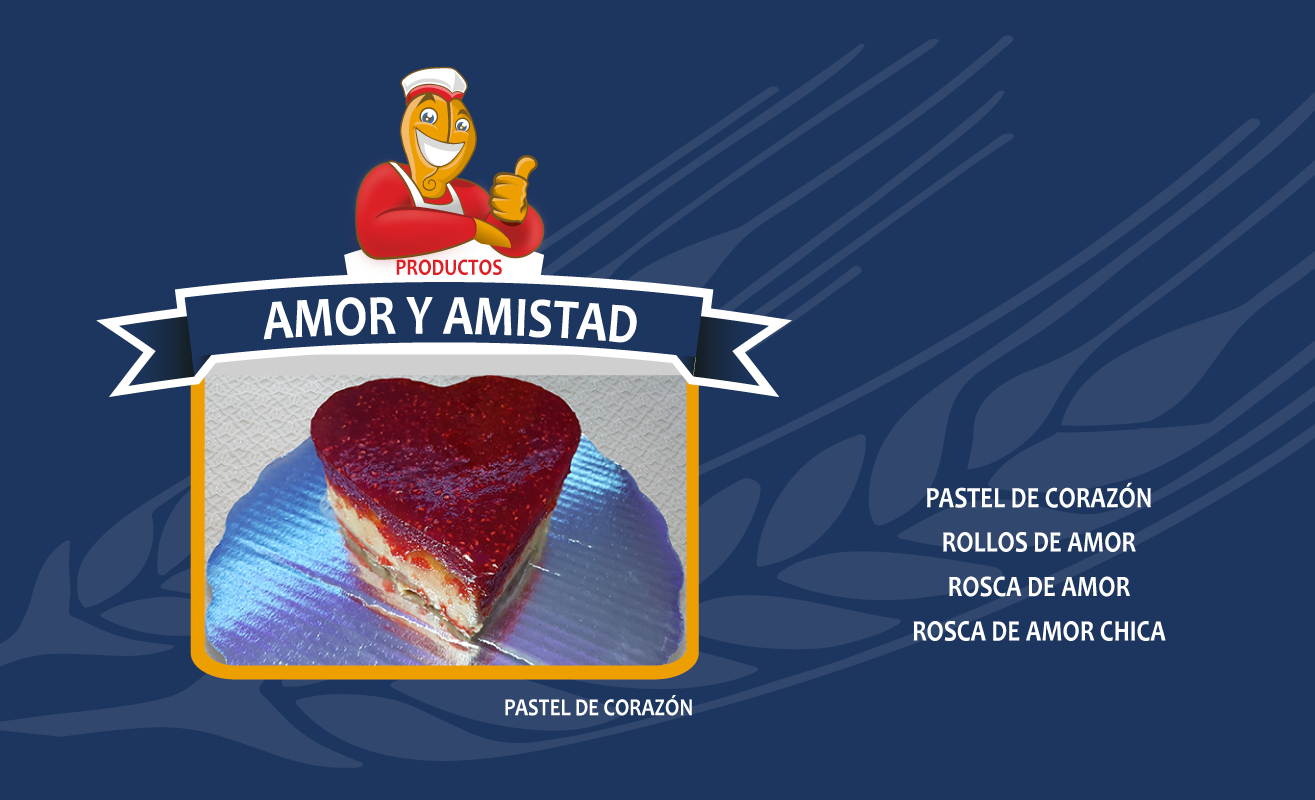 PRODUCTOS
AMOR Y AMISTAD
PASTEL DE CORAZÓN
ROLLOS DE AMOR
ROSCA DE AMOR
ROSCA DE AMOR CHICA
PASTEL DE CORAZÓN